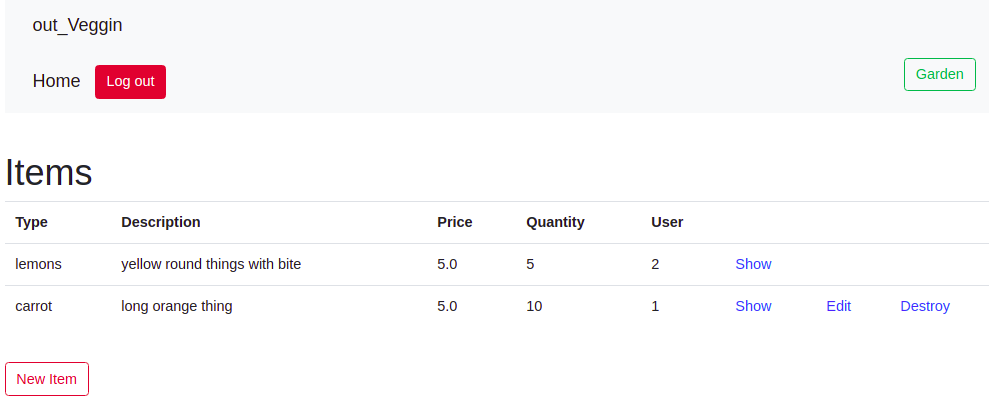 out_Veggin
Home Log out Garden
Items
Type Description Price Quantity User
lemons yellow round things with bite 5.0 5 2 Show
carrot long orange thing 5.0 10 1 Show Edit Destroy
New Item